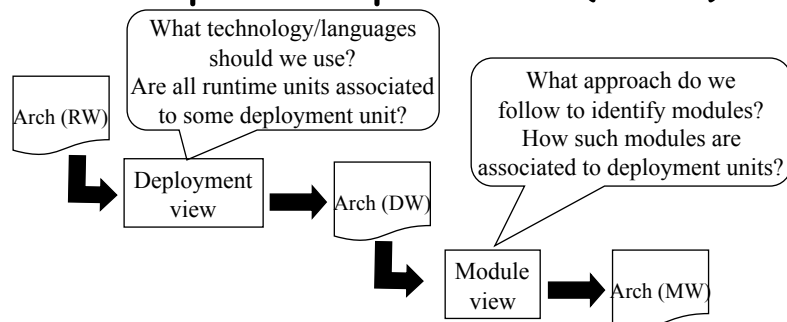 What technology/languages
should we use?
Are all runtime units associated
to some deployment unit?
What approach do we
follow to identify modules?
How such modules are
associated to deployment units?
Arch (RW)
Deployment
view
Arch (DW)
Module
view
Arch (MW)